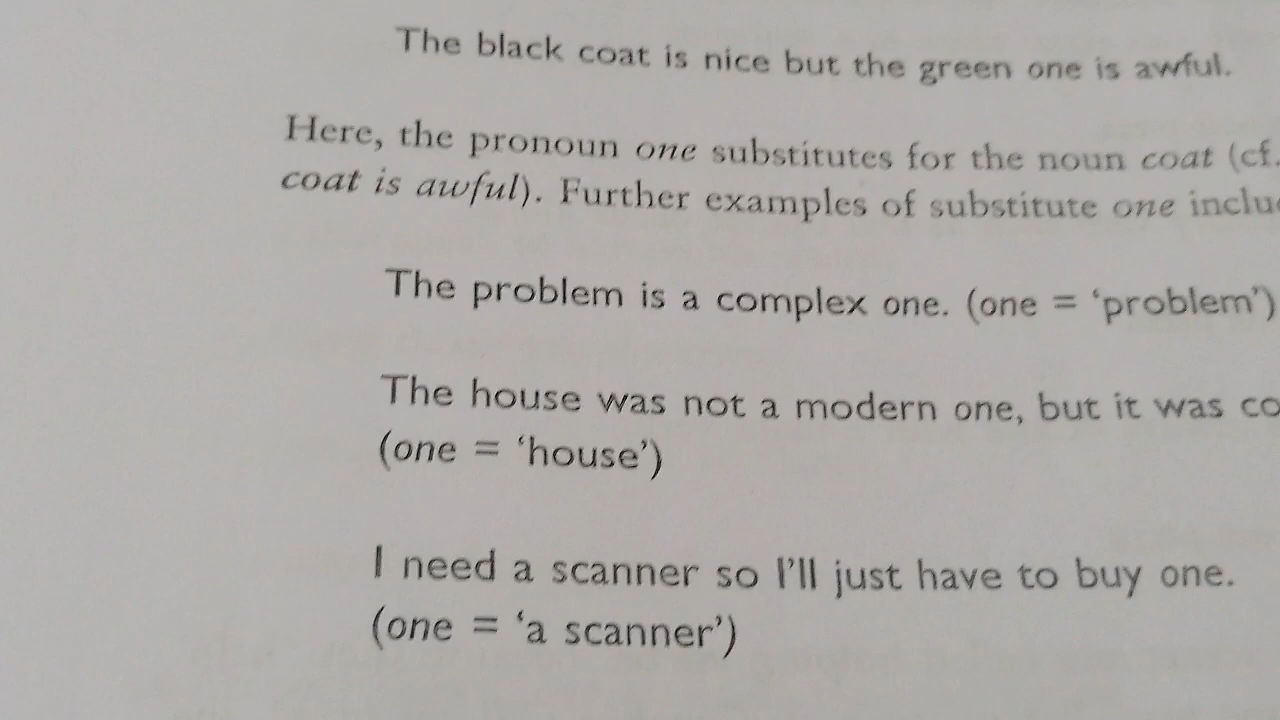 The black coat is nice but the green one is awful.
Here, the pronoun one substitutes for the noun coat (cf.
coat is awful). Further examples of substitute one
The problem is a complex one. (one = ‘problem’)
The house was not a modern one, but it was
(one = ‘house’)
I need a scanner so I’ll just have to buy one.
(one = ‘a scanner’)